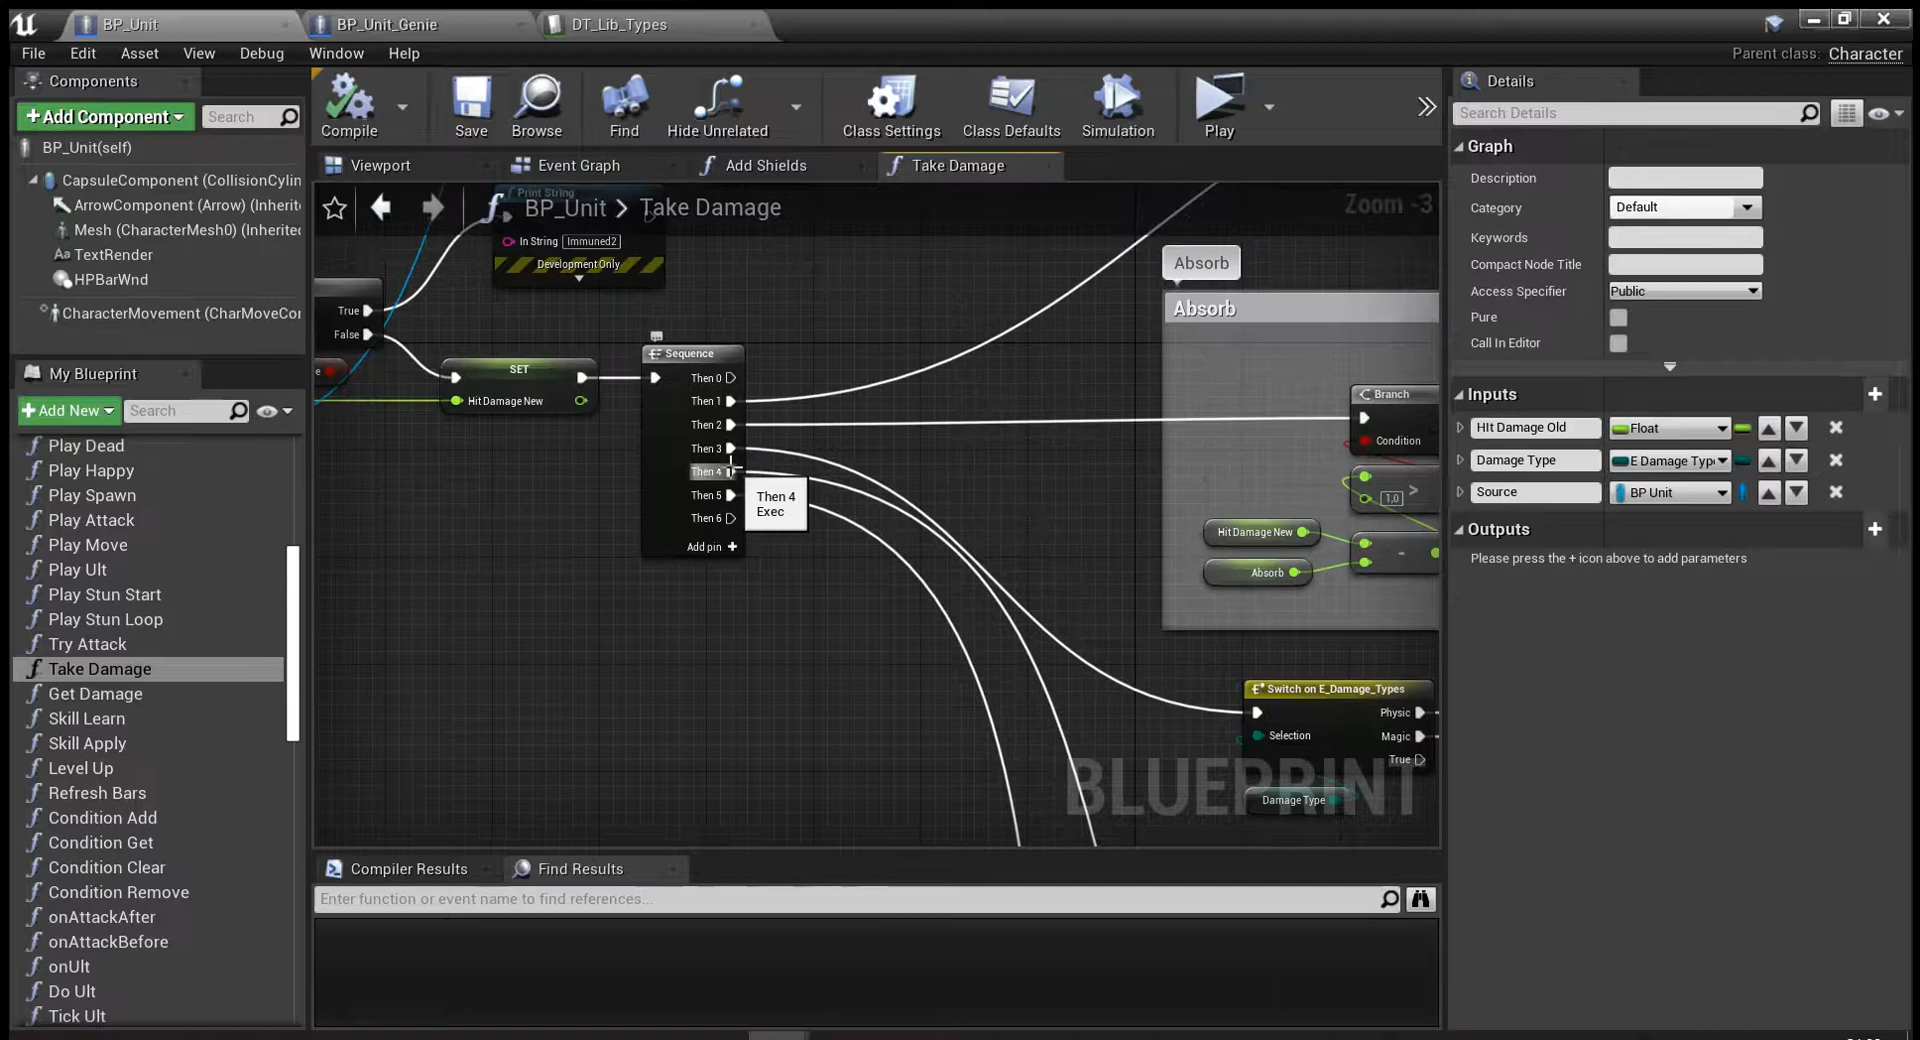 BP_Unit
BP_Unit_Genie
DT_Lib_Types
File
Edit
Asset
View
Debug
Window
Help
Parent class: Character
Components
+Add Component
Search
BP_Unit(self)
CapsuleComponent (CollisionCylin
ArrowComponent (Arrow) (Inherite
Mesh (CharacterMesh0) (Inherited
TextRender
HPBarWnd
CharacterMovement (CharMoveCor
My Blueprint
+Add New
Search
Play Dead
Play Happy
Play Spawn
Play Attack
Play Move
Play Ult
Play Stun Start
Play Stun Loop
Try Attack
Take Damage
Get Damage
Skill Learn
Skill Apply
Level Up
Refresh Bars
Condition Add
Condition Get
Condition Clear
Condition Remove
onAttackAfter
onAttackBefore
onUlt
Do Ult
Tick Ult
Compile
Save
Browse
Find
Hide Unrelated
Class Settings
Class Defaults
Simulation
Play
Viewport
Event Graph
Add Shields
Take Damage
BP_Unit > Take Damage
Zoom -3
Print String
In String Immuned2
Development Only
True
False
e
SET
Hit Damage New
Sequence
Then 0
Then 1
Then 2
Then 3
Then 4
Then 5
Then 6
Add pin +
Then 4
Exec
Absorb
Absorb
Branch
Condition
1,0
>
Hit Damage New
Absorb
-
Switch on E_Damage_Types
Physic
Selection
Magic
True
Damage Type
BLUEPRINT
Compiler Results
Find Results
Enter function or event name to find references...
Details
Search Details
Graph
Description
Category
Default
Keywords
Compact Node Title
Access Specifier
Public
Pure
Call In Editor
Inputs
HIt Damage Old
Float
Damage Type
E Damage Type
Source
BP Unit
Outputs
Please press the + icon above to add parameters